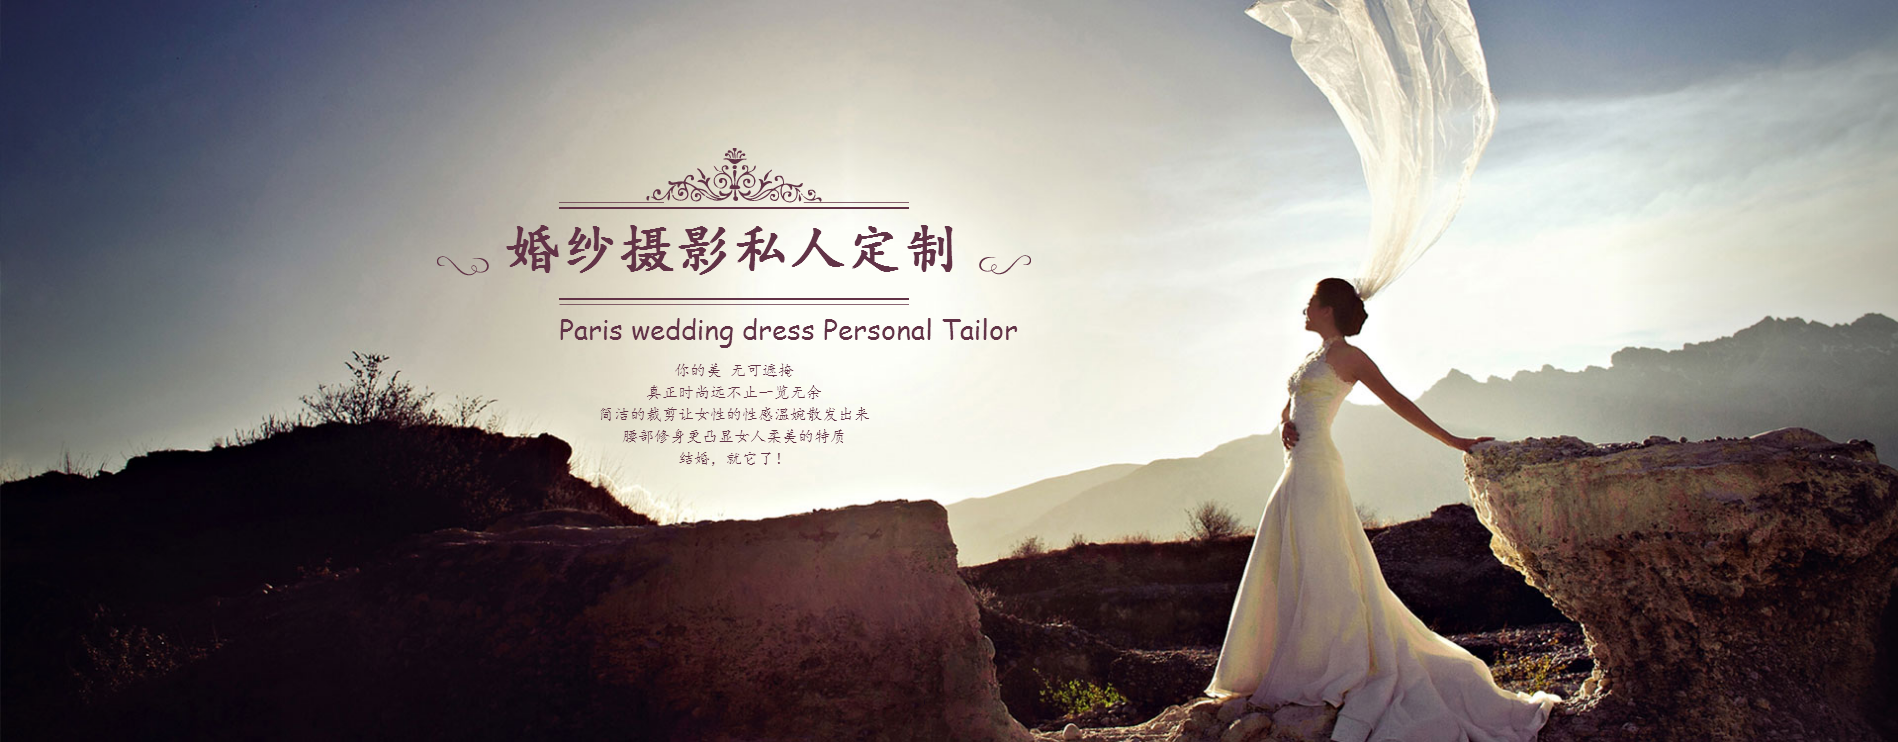 婚纱摄影私人定制
Paris wedding dress Personal Tailor
你的美 无可遮掩
真正时尚远不止一览无余
简洁的裁剪让女性的性感温婉散发出来
腰部修身更凸显女人柔美的特质
结婚，就它了！